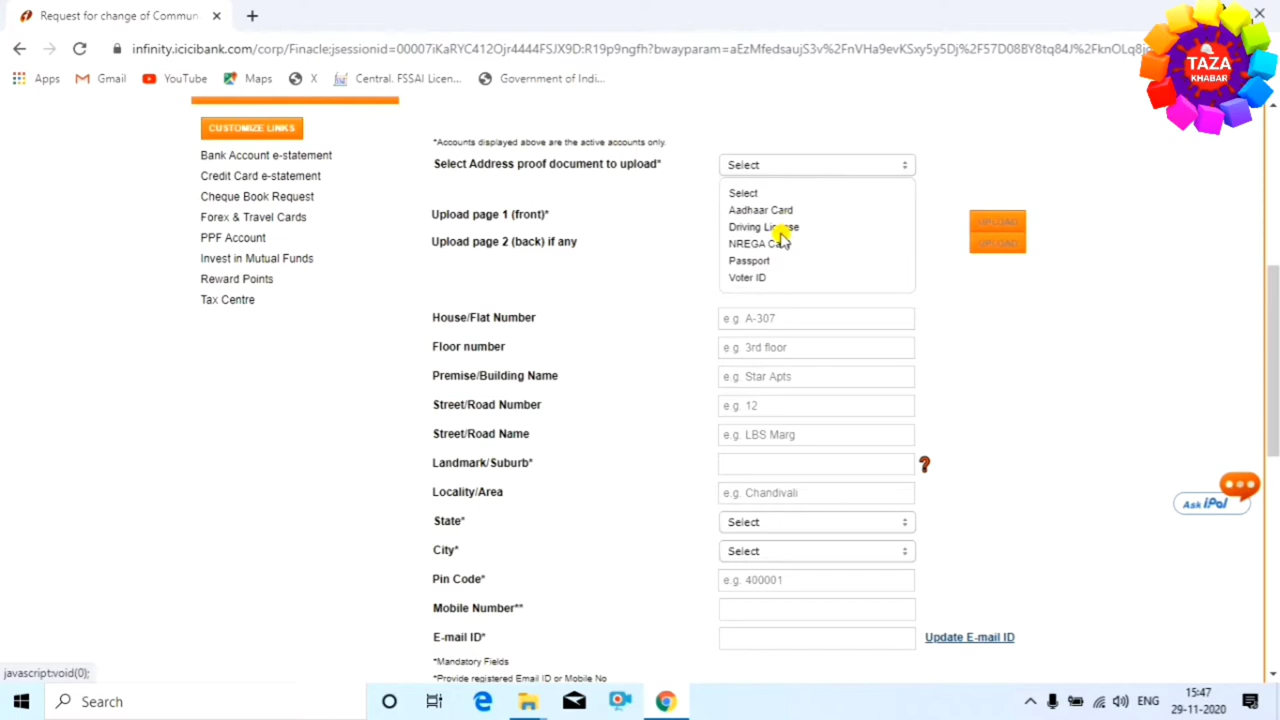 Request for change of Commun
infinity.icicibank.com/corp/Finacle;jsessionid=00007iKaRYC412Ojr4444FSJX9D:R19p9ngfh?bwayparam=aEzMfedsaujS3v%2FnVHa9evKSxy5y5Dj%2F57D08BY8tq84J%2FknOLq8j
Apps Gmail YouTube Maps X Central. FSSAI Licen... Government of Indi...
TAZA
KHABAR
CUSTOMIZE LINKS
Bank Account e-statement
Credit Card e-statement
Cheque Book Request
Forex & Travel Cards
PPF Account
Invest in Mutual Funds
Reward Points
Tax Centre
*Accounts displayed above are the active accounts only.
Select Address proof document to upload* Select
Select
Aadhaar Card
Driving License
NREGA Card
Passport
Voter ID
Upload page 1 (front)* UPLOAD
Upload page 2 (back) if any UPLOAD
House/Flat Number e.g. A-307
Floor number e.g. 3rd floor
Premise/Building Name e.g. Star Apts
Street/Road Number e.g. 12
Street/Road Name e.g. LBS Marg
Landmark/Suburb* ?
Locality/Area e.g. Chandivali
State* Select
City* Select
Pin Code* e.g. 400001
Mobile Number**
E-mail ID* Update E-mail ID
*Mandatory Fields
*Provide registered Email ID or Mobile No
Ask iPal
javascript:void(0);
Search
ENG
15:47
29-11-2020